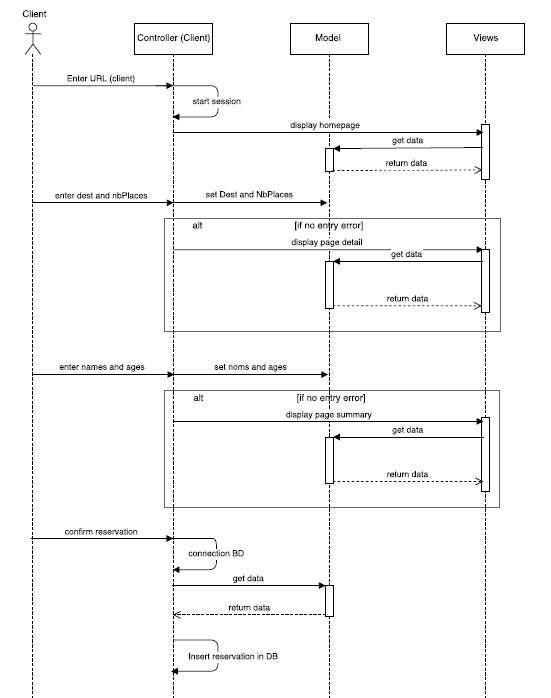 Client
Controller (Client)
Model
Views
Enter URL (client)
start session
display homepage
get data
return data
enter dest and nbPlaces
set Dest and NbPlaces
alt
[if no entry error]
display page detail
get data
return data
enter names and ages
set noms and ages
alt
[if no entry error]
display page summary
get data
return data
confirm reservation
connection BD
get data
return data
Insert reservation in DB